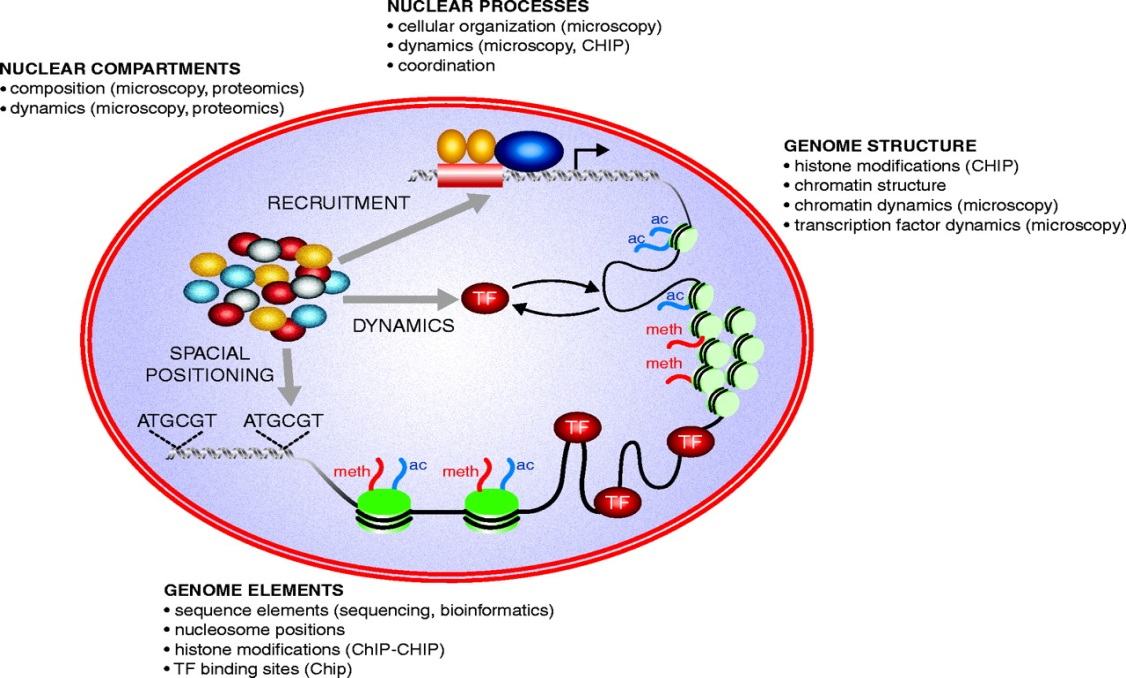 NUCLEAR PROCESSES
• cellular organization (microscopy)
• dynamics (microscopy, CHIP)
• coordination
NUCLEAR COMPARTMENTS
• composition (microscopy, proteomics)
• dynamics (microscopy, proteomics)
GENOME STRUCTURE
• histone modifications (CHIP)
• chromatin structure
• chromatin dynamics (microscopy)
• transcription factor dynamics (microscopy)
RECRUITMENT
ac
ac
TF
DYNAMICS
ac
meth
meth
SPACIAL
POSITIONING
ATGCGT ATGCGT
TF
TF
TF
meth ac meth ac
GENOME ELEMENTS
• sequence elements (sequencing, bioinformatics)
• nucleosome positions
• histone modifications (ChIP-CHIP)
• TF binding sites (Chip)